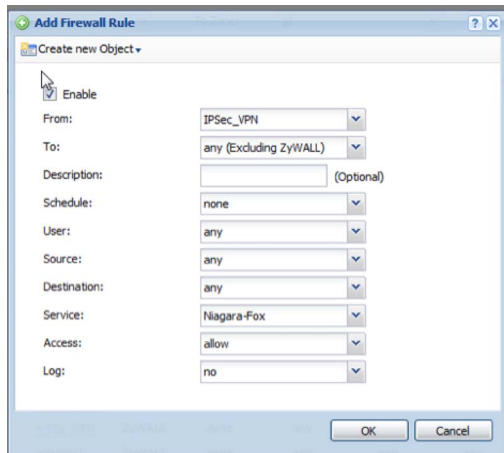 Add Firewall Rule
Create new Object
Enable
From: IPSec_VPN
To: any (Excluding ZyWALL)
Description: (Optional)
Schedule: none
User: any
Source: any
Destination: any
Service: Niagara-Fox
Access: allow
Log: no
OK Cancel